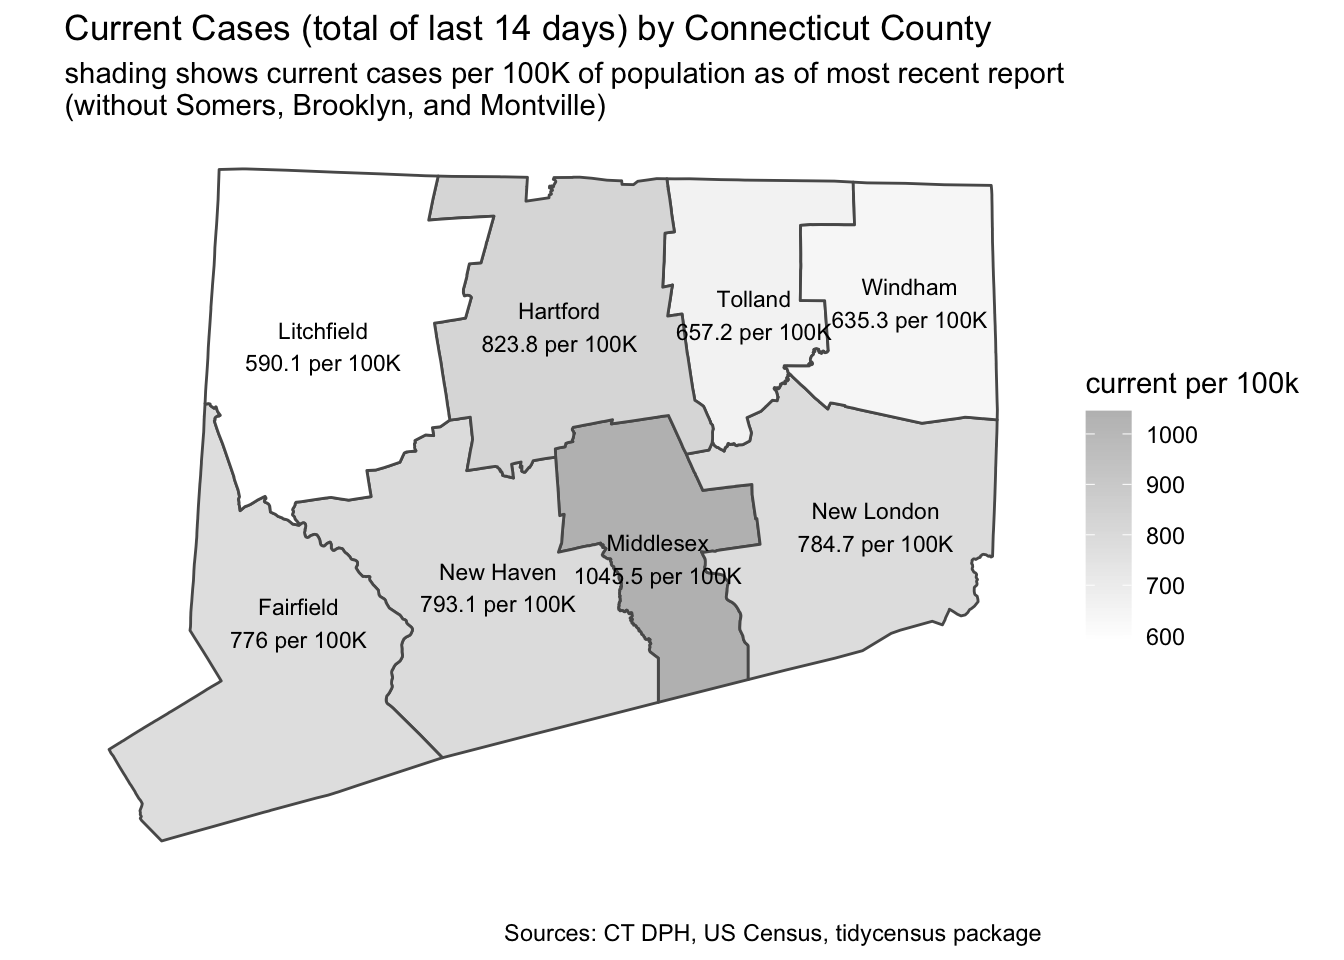 Current Cases (total of last 14 days) by Connecticut County
shading shows current cases per 100K of population as of most recent report
(without Somers, Brooklyn, and Montville)
Litchfield
590.1 per 100K
Hartford
823.8 per 100K
Tolland
657.2 per 100K
Windham
635.3 per 100K
Fairfield
776 per 100K
New Haven
793.1 per 100K
Middlesex
1045.5 per 100K
New London
784.7 per 100K
current per 100k
1000
900
800
700
600
Sources: CT DPH, US Census, tidycensus package